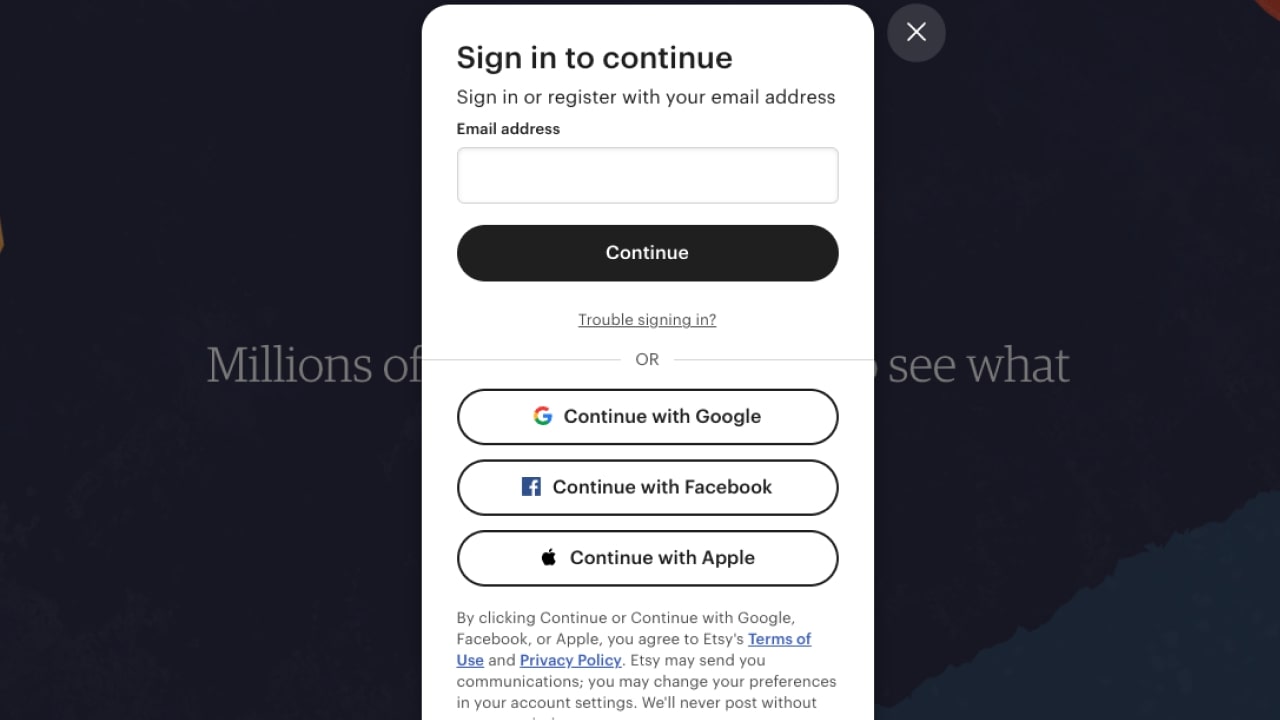 Sign in to continue
Sign in or register with your email address
Email address
Continue
Trouble signing in?
OR
Millions of
see what
Continue with Google
Continue with Facebook
Continue with Apple
By clicking Continue or Continue with Google,
Facebook, or Apple, you agree to Etsy's Terms of
Use and Privacy Policy. Etsy may send you
communications; you may change your preferences
in your account settings. We'll never post without